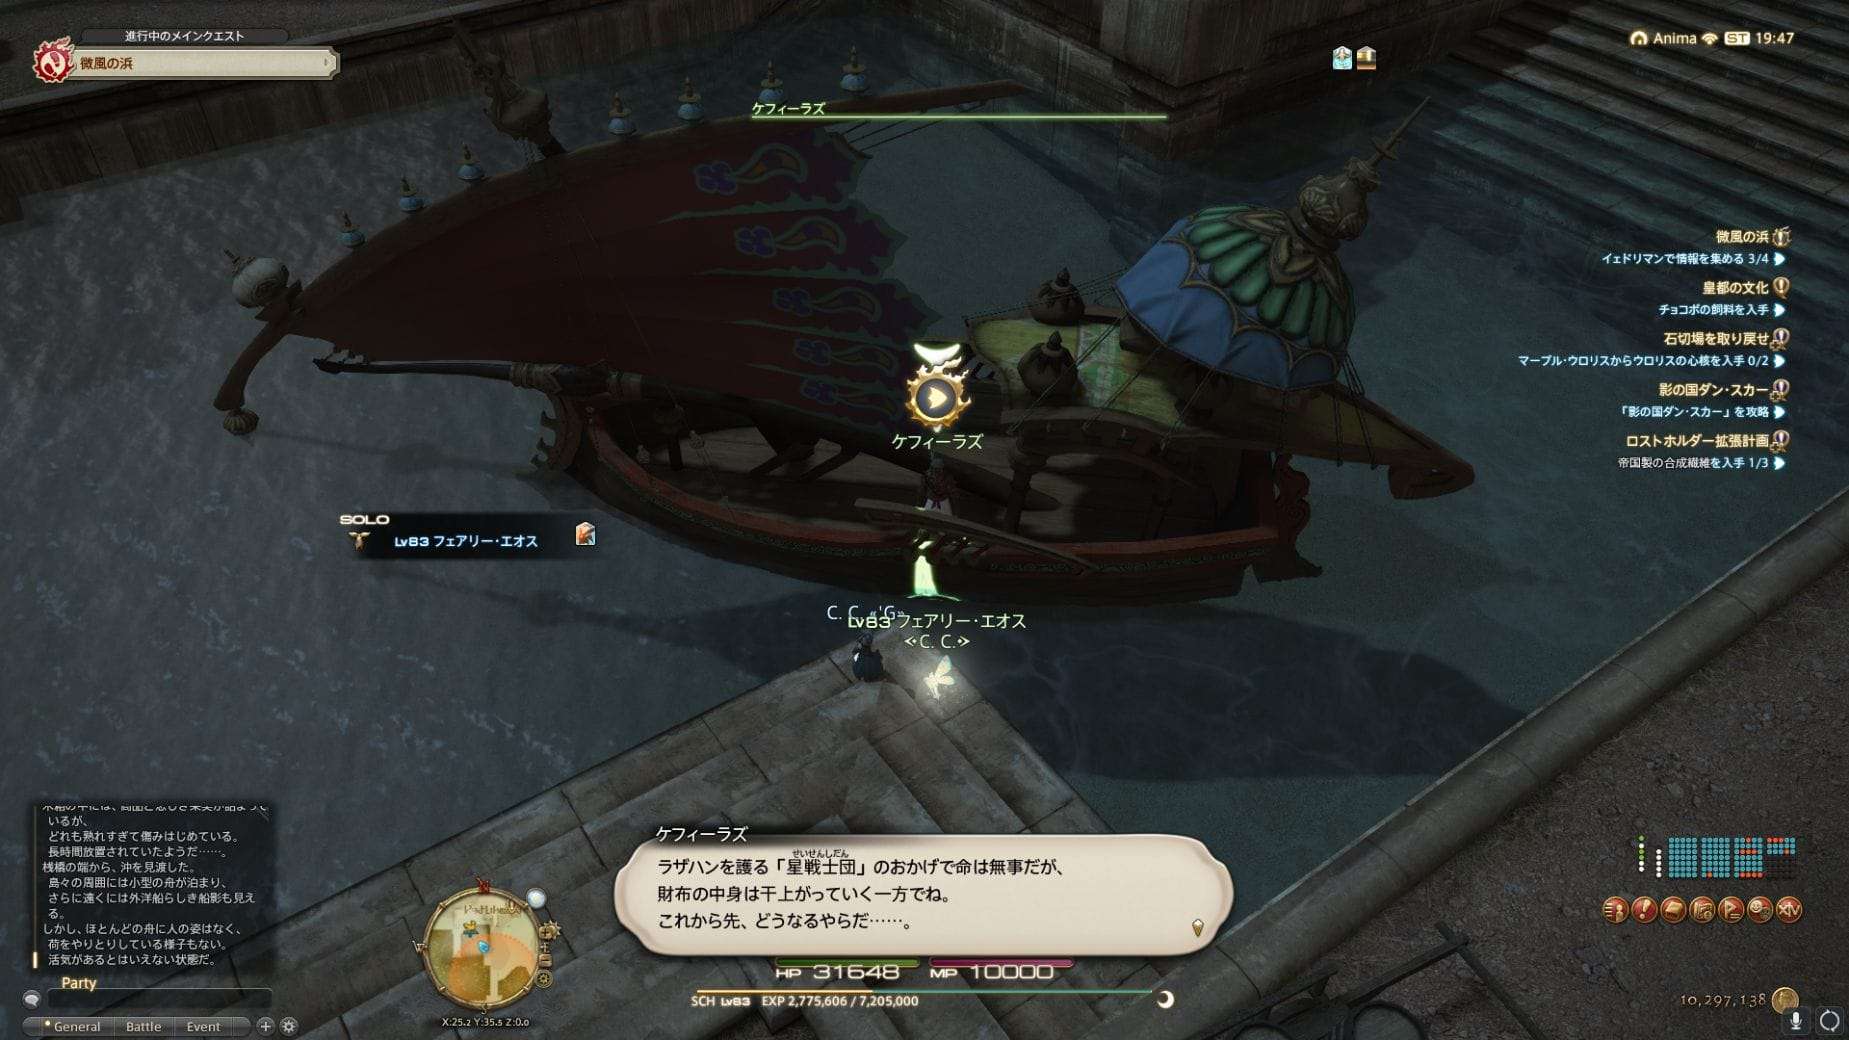 進行中のメインクエスト
微風の浜
Anima ST 19:47
ケフィーラズ
微風の浜
イェドリマンで情報を集める 3/4
皇都の文化
チョコボの飼料を入手
石切場を取り戻せ
マーブル・ウロリスからウロリスの心核を入手 0/2
影の国ダン・スカー
「影の国ダン・スカー」を攻略
ロストホルダー拡張計画
帝国製の合成繊維を入手 1/3
ケフィーラズ
SOLO
Lv83 フェアリー・エオス
C. C. «'G»
Lv83 フェアリー・エオス
<C. C.>
いるが、
どれも熟れすぎて傷みはじめている。
長時間放置されていたようだ……。
桟橋の端から、沖を見渡した。
島々の周囲には小型の舟が泊まり、
さらに遠くには外洋船らしき船影も見え
る。
しかし、ほとんどの舟に人の姿はなく、
荷をやりとりしている様子もない。
活気があるとはいえない状態だ。
Party
General Battle Event
X:25.2 Y:35.5 Z:0.0
ケフィーラズ
せいせんしだん
ラザハンを護る「星戦士団」のおかげで命は無事だが、
財布の中身は干上がっていく一方でね。
これから先、どうなるやらだ……。
HP 31648 MP 10000
SCH Lv83 EXP 2,775,606 / 7,205,000
10,297,138